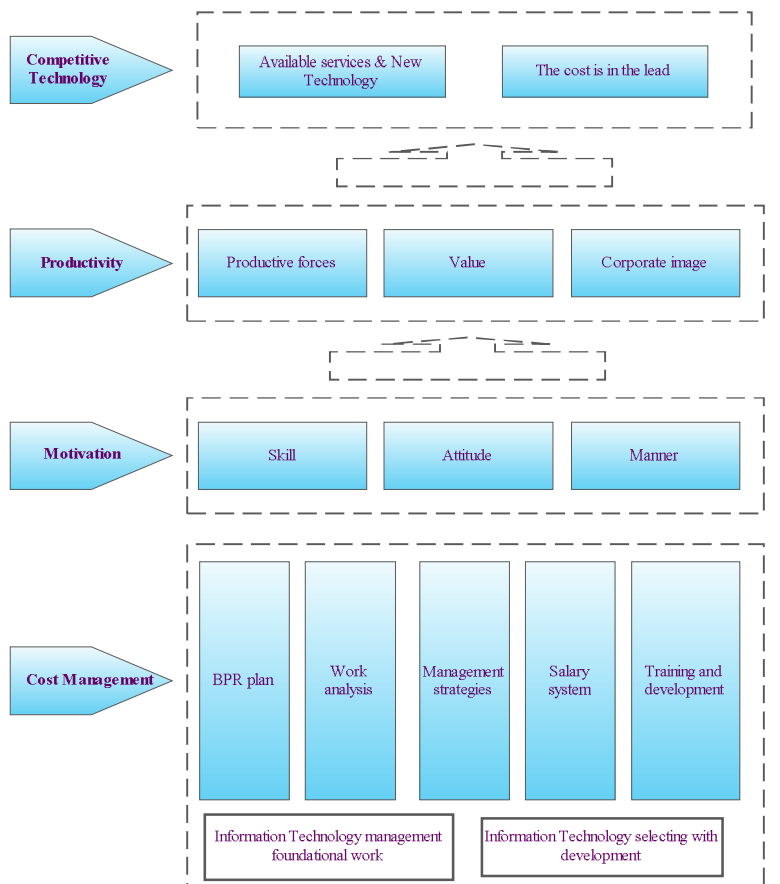 Competitive
Technology
Available services & New
Technology
The cost is in the lead
Productivity
Productive forces
Value
Corporate image
Motivation
Skill
Attitude
Manner
Cost Management
BPR plan
Work
analysis
Management
strategies
Salary
system
Training and
development
Information Technology management
foundational work
Information Technology selecting with
development